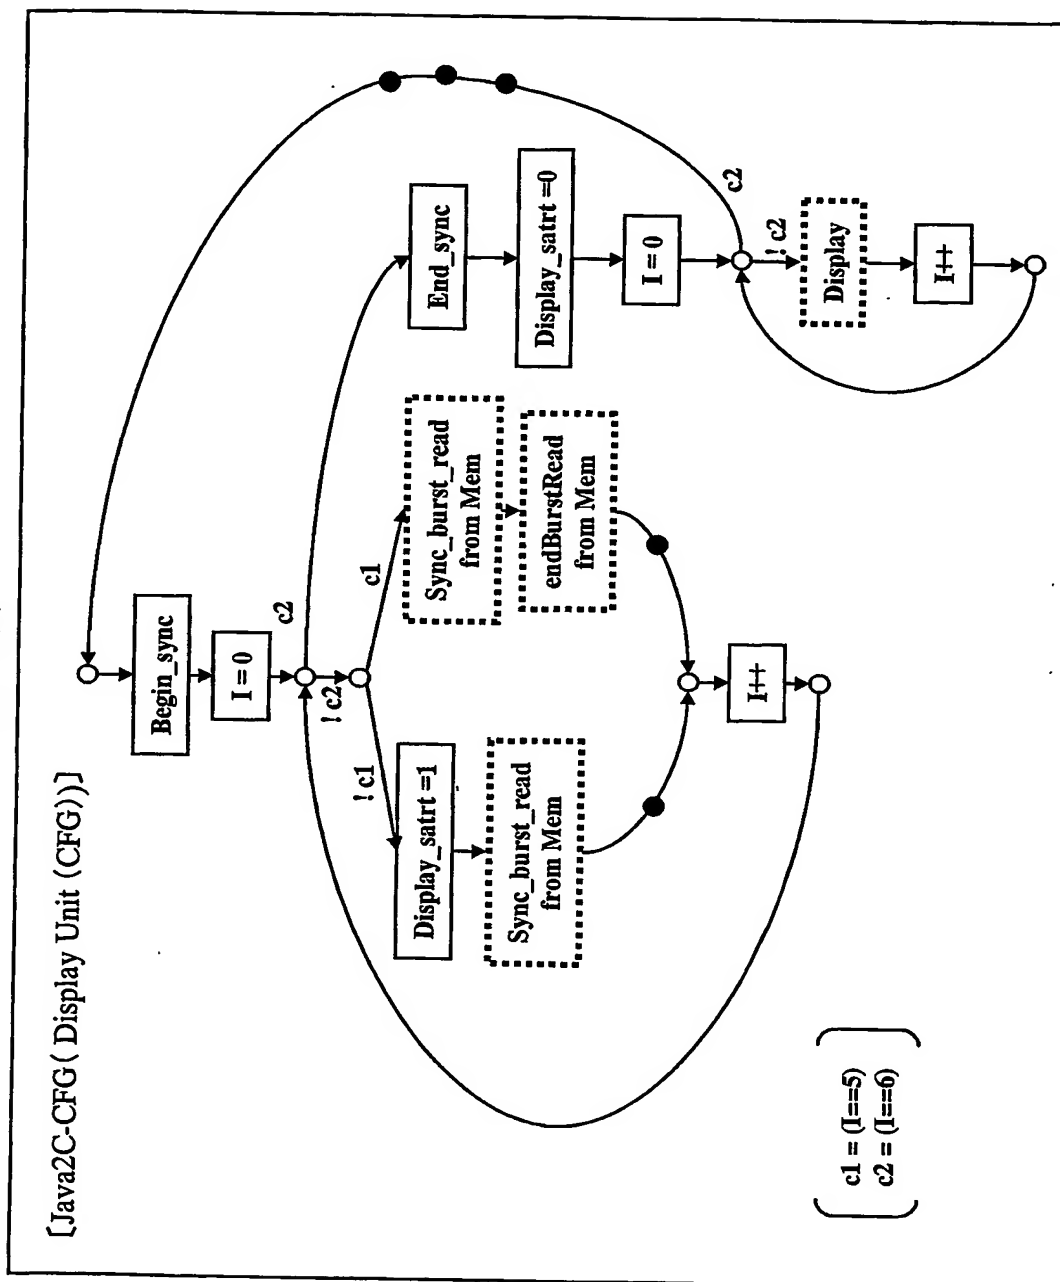 [Java2C-CFG( Display Unit (CFG))]
Begin_sync
I = 0
c2
! c2
! c1
c1
Display_satrt =1
Sync_burst_read
from Mem
Sync_burst_read
from Mem
endBurstRead
from Mem
I++
End_sync
Display_satrt =0
I = 0
c2
! c2
Display
I++
c1 = (I==5)
c2 = (I==6)